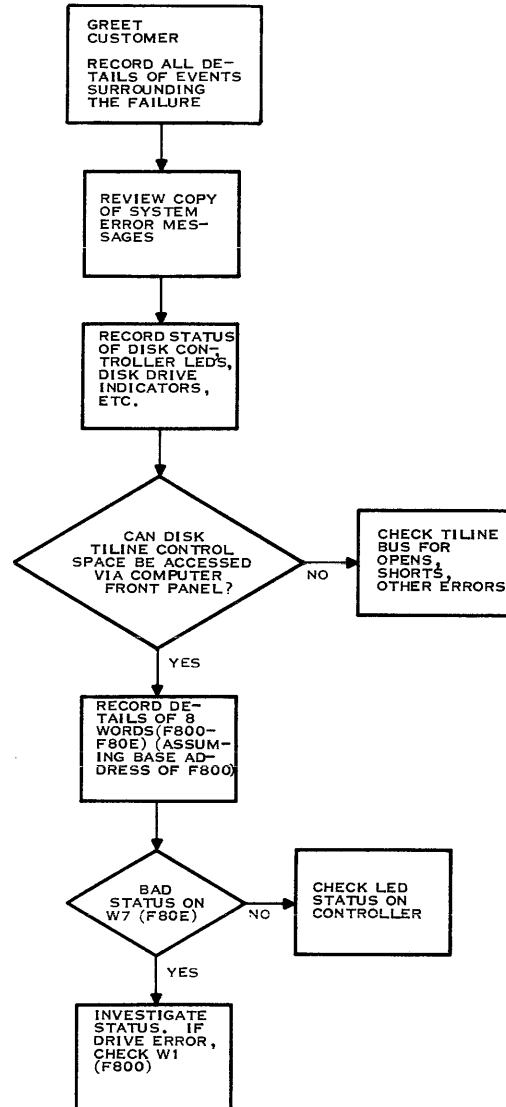 GREET
CUSTOMER
RECORD ALL DE-
TAILS OF EVENTS
SURROUNDING
THE FAILURE
REVIEW COPY
OF SYSTEM
ERROR MES-
SAGES
RECORD STATUS
OF DISK CON-
TROLLER LEDS,
DISK DRIVE
INDICATORS,
ETC.
CAN DISK
TILINE CONTROL
SPACE BE ACCESSED
VIA COMPUTER
FRONT PANEL?
NO
CHECK TILINE
BUS FOR
OPENS,
SHORTS,
OTHER ERRORS
YES
RECORD DE-
TAILS OF 8
WORDS(F800-
F80E) (ASSUM-
ING BASE AD-
DRESS OF F800)
BAD
STATUS ON
W7 (F80E)
NO
CHECK LED
STATUS ON
CONTROLLER
YES
INVESTIGATE
STATUS. IF
DRIVE ERROR,
CHECK W1
(F800)